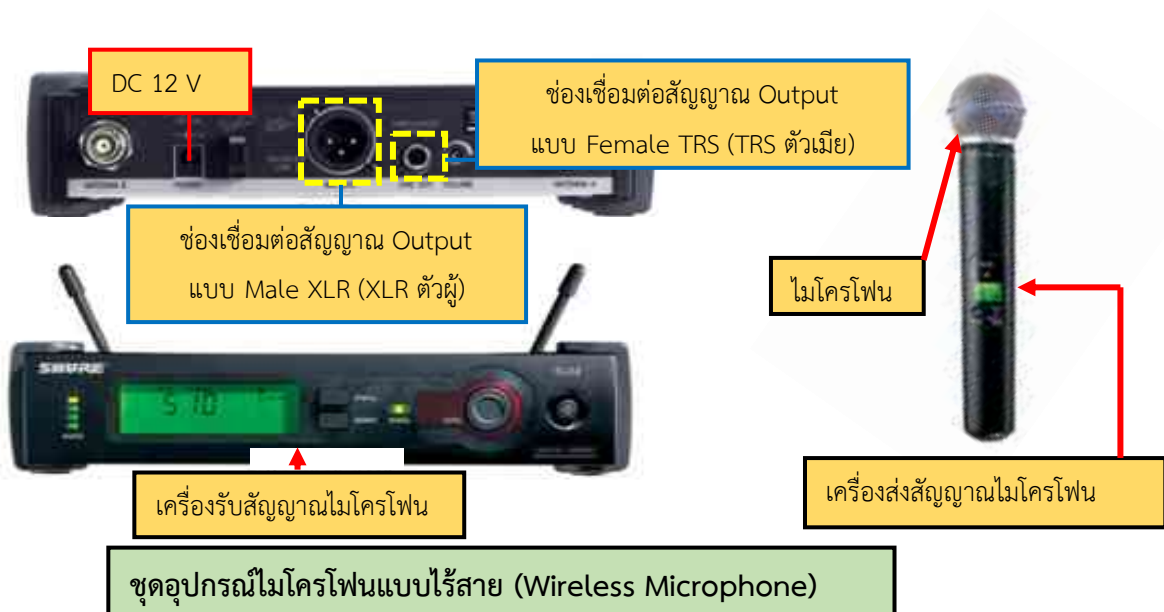 DC 12 V
ช่องเชื่อมต่อสัญญาณ Output
แบบ Female TRS (TRS ตัวเมีย)
ช่องเชื่อมต่อสัญญาณ Output
แบบ Male XLR (XLR ตัวผู้)
ไมโครโฟน
SHURE
เครื่องรับสัญญาณไมโครโฟน
เครื่องส่งสัญญาณไมโครโฟน
ชุดอุปกรณ์ไมโครโฟนแบบไร้สาย (Wireless Microphone)